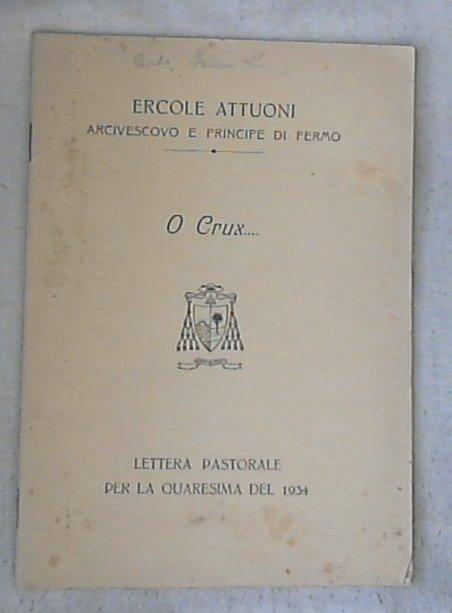 ERCOLE ATTUONI
ARCIVESCOVO E PRINCIPE DI FERMO
O Crux....
LETTERA PASTORALE
PER LA QUARESIMA DEL 1934